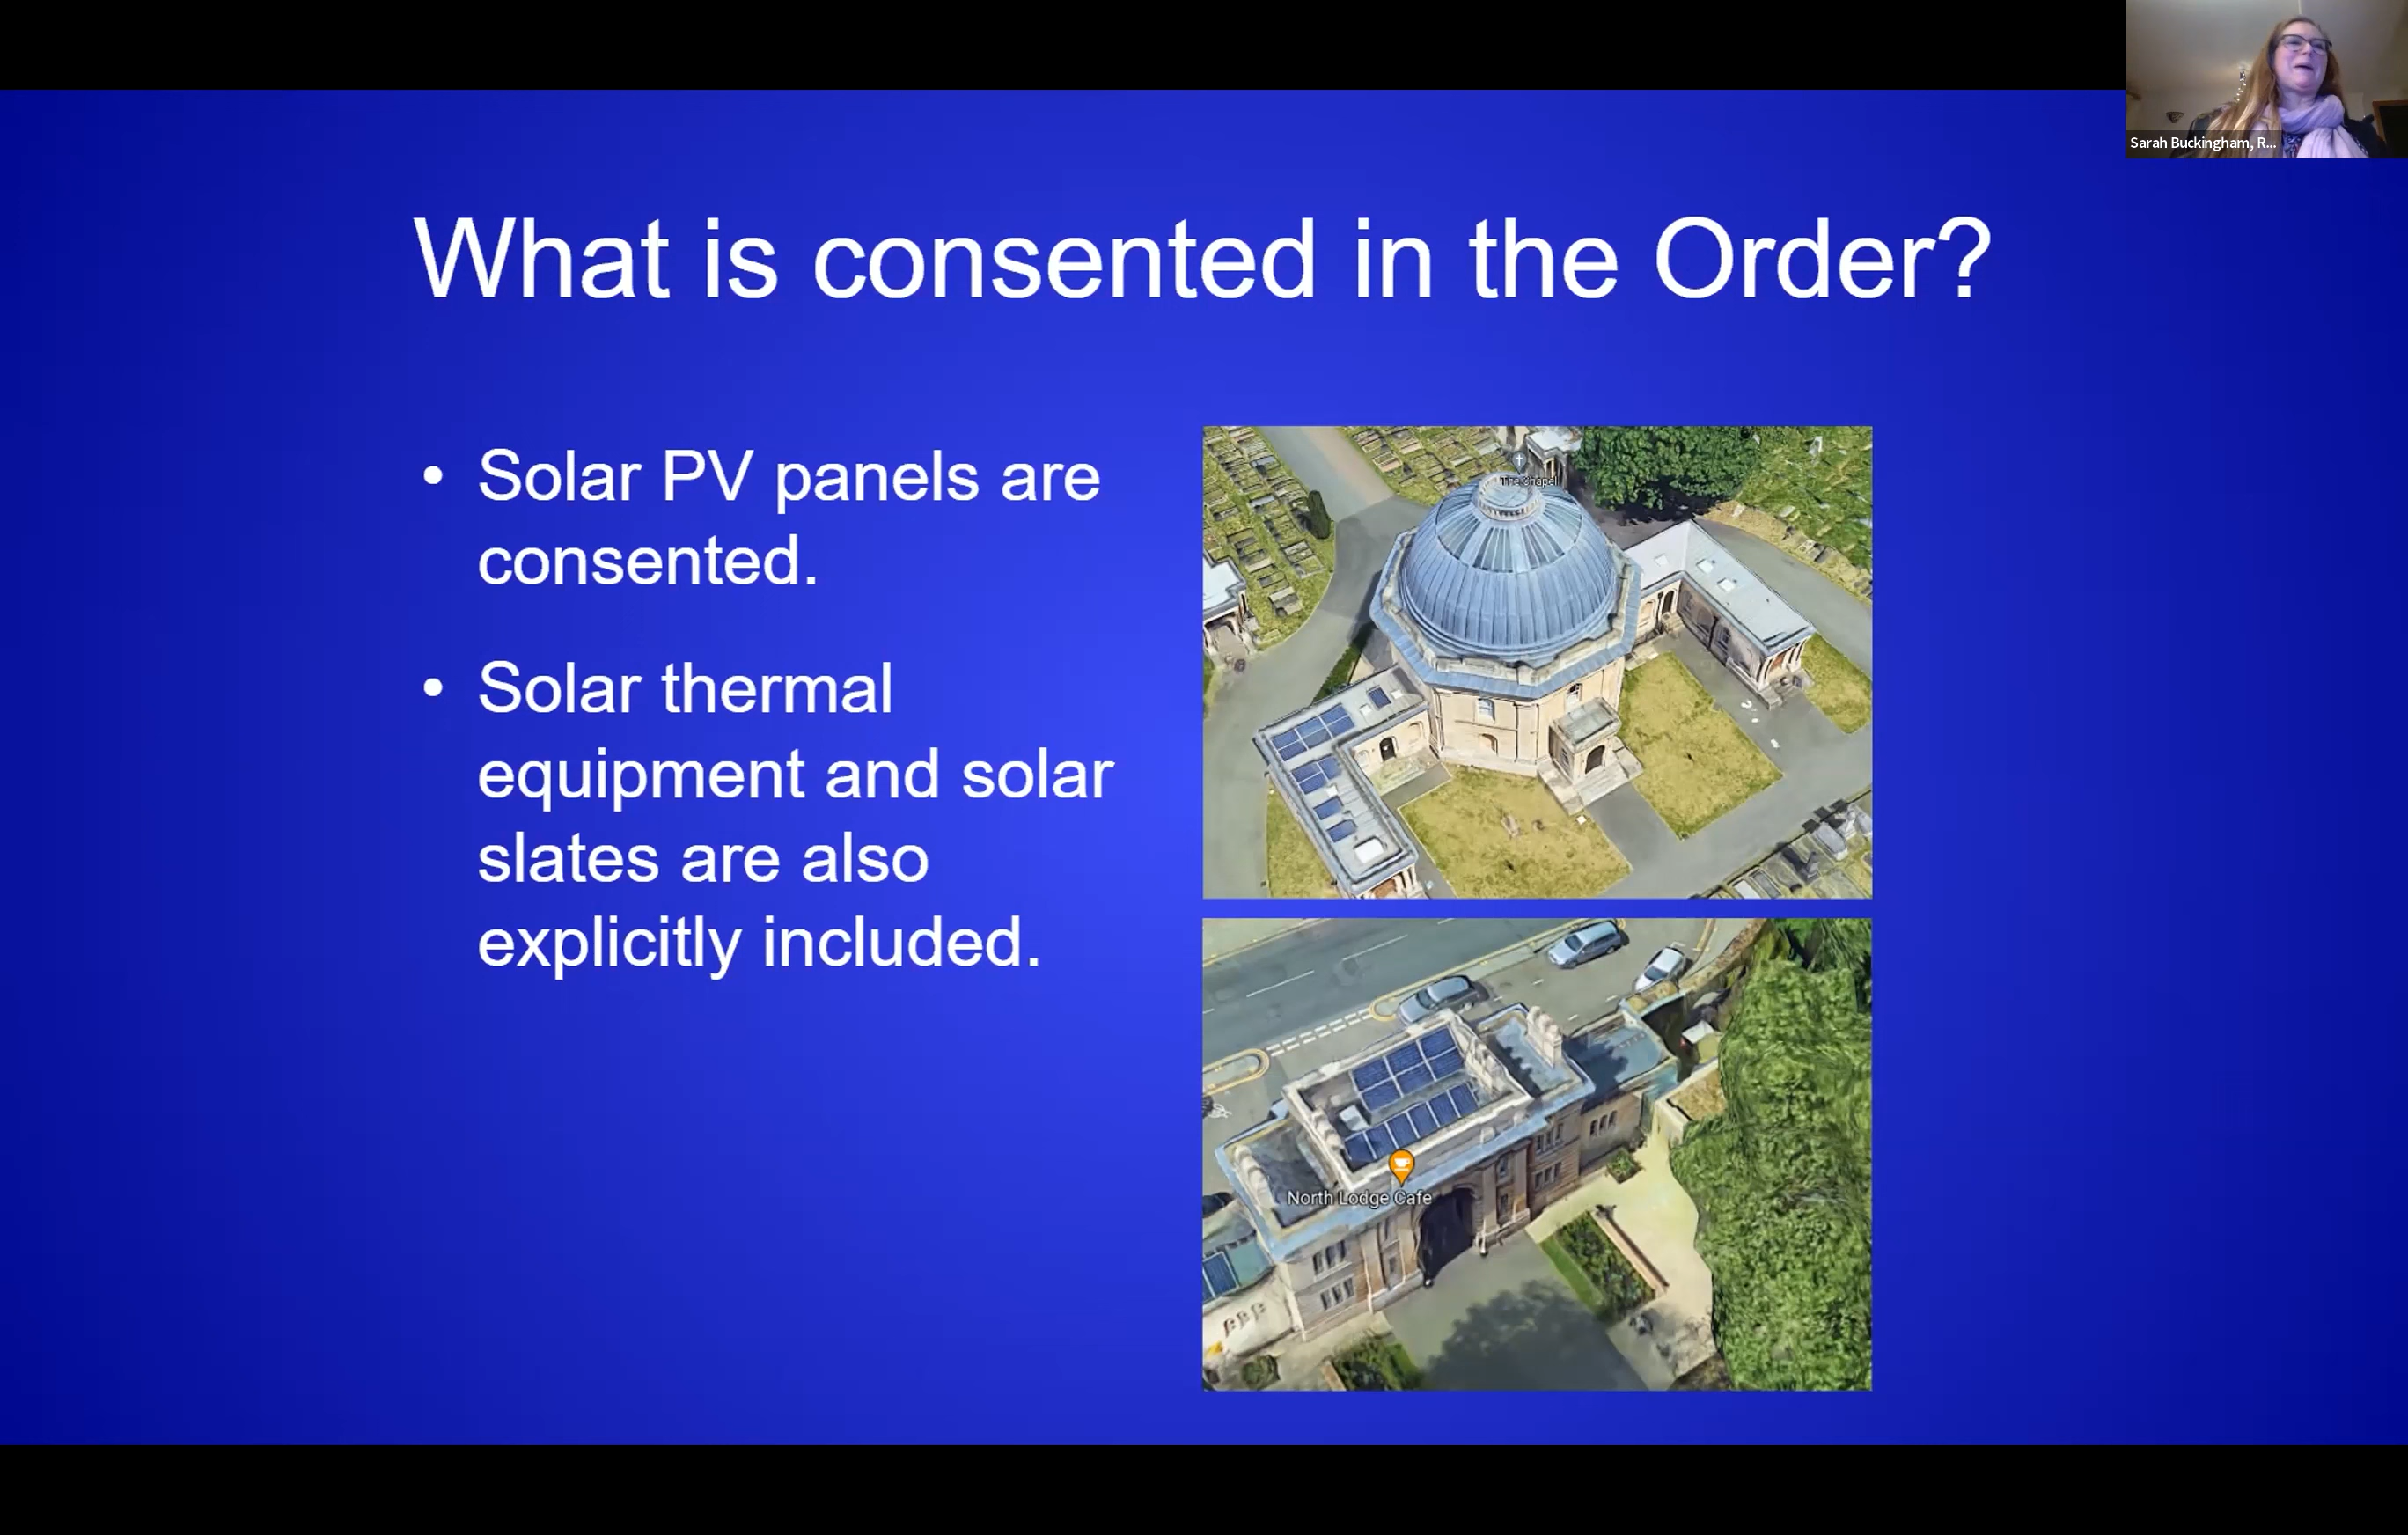 Sarah Buckingham, R...
What is consented in the Order?
• Solar PV panels are
consented.
• Solar thermal
equipment and solar
slates are also
explicitly included.
The Chapel
North Lodge Cafe